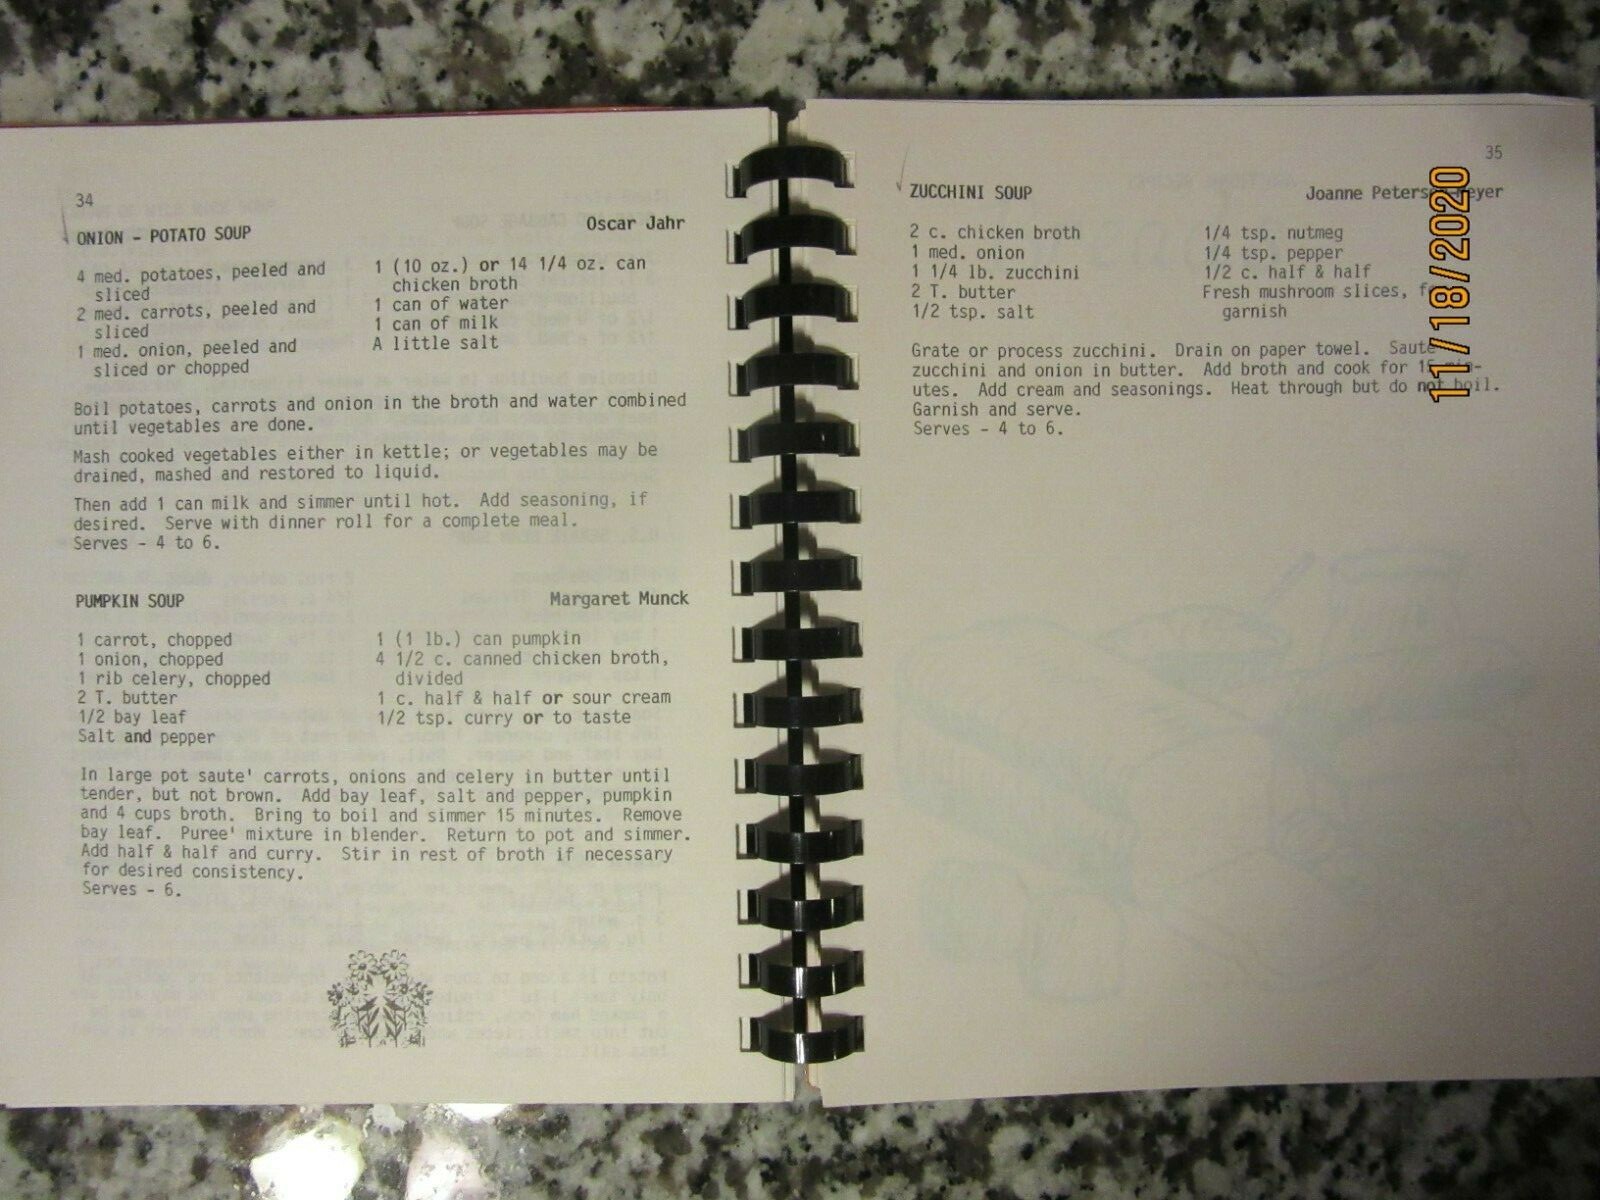 34
ONION - POTATO SOUP
Oscar Jahr
4 med. potatoes, peeled and
sliced
2 med. carrots, peeled and
sliced
1 med. onion, peeled and
sliced or chopped
1 (10 oz.) or 14 1/4 oz. can
chicken broth
1 can of water
1 can of milk
A little salt
Boil potatoes, carrots and onion in the broth and water combined
until vegetables are done.
Mash cooked vegetables either in kettle; or vegetables may be
drained, mashed and restored to liquid.
Then add 1 can milk and simmer until hot. Add seasoning, if
desired. Serve with dinner roll for a complete meal.
Serves - 4 to 6.
PUMPKIN SOUP
Margaret Munck
1 carrot, chopped
1 onion, chopped
1 rib celery, chopped
2 T. butter
1/2 bay leaf
Salt and pepper
1 (1 lb.) can pumpkin
4 1/2 c. canned chicken broth,
divided
1 c. half & half or sour cream
1/2 tsp. curry or to taste
In large pot saute' carrots, onions and celery in butter until
tender, but not brown. Add bay leaf, salt and pepper, pumpkin
and 4 cups broth. Bring to boil and simmer 15 minutes. Remove
bay leaf. Puree' mixture in blender. Return to pot and simmer.
Add half & half and curry. Stir in rest of broth if necessary
for desired consistency.
Serves - 6.
35
ZUCCHINI SOUP
Joanne
2 c. chicken broth
1 med. onion
1 1/4 lb. zucchini
2 T. butter
1/2 tsp. salt
1/4 tsp. nutmeg
1/4 tsp. pepper
1/2 c. half & half
Fresh mushroom slices,
garnish
Grate or process zucchini. Drain on paper towel. Saute
zucchini and onion in butter. Add broth and cook for 15 min-
utes. Add cream and seasonings. Heat through but do not boil.
Garnish and serve.
Serves - 4 to 6.
11/18/2020